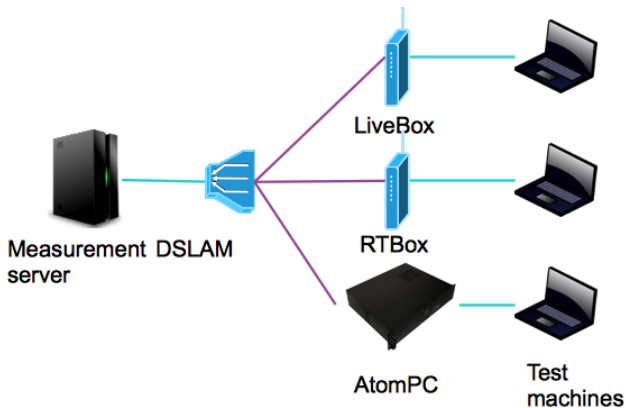 LiveBox
RTBox
Measurement DSLAM
server
AtomPC
Test
machines